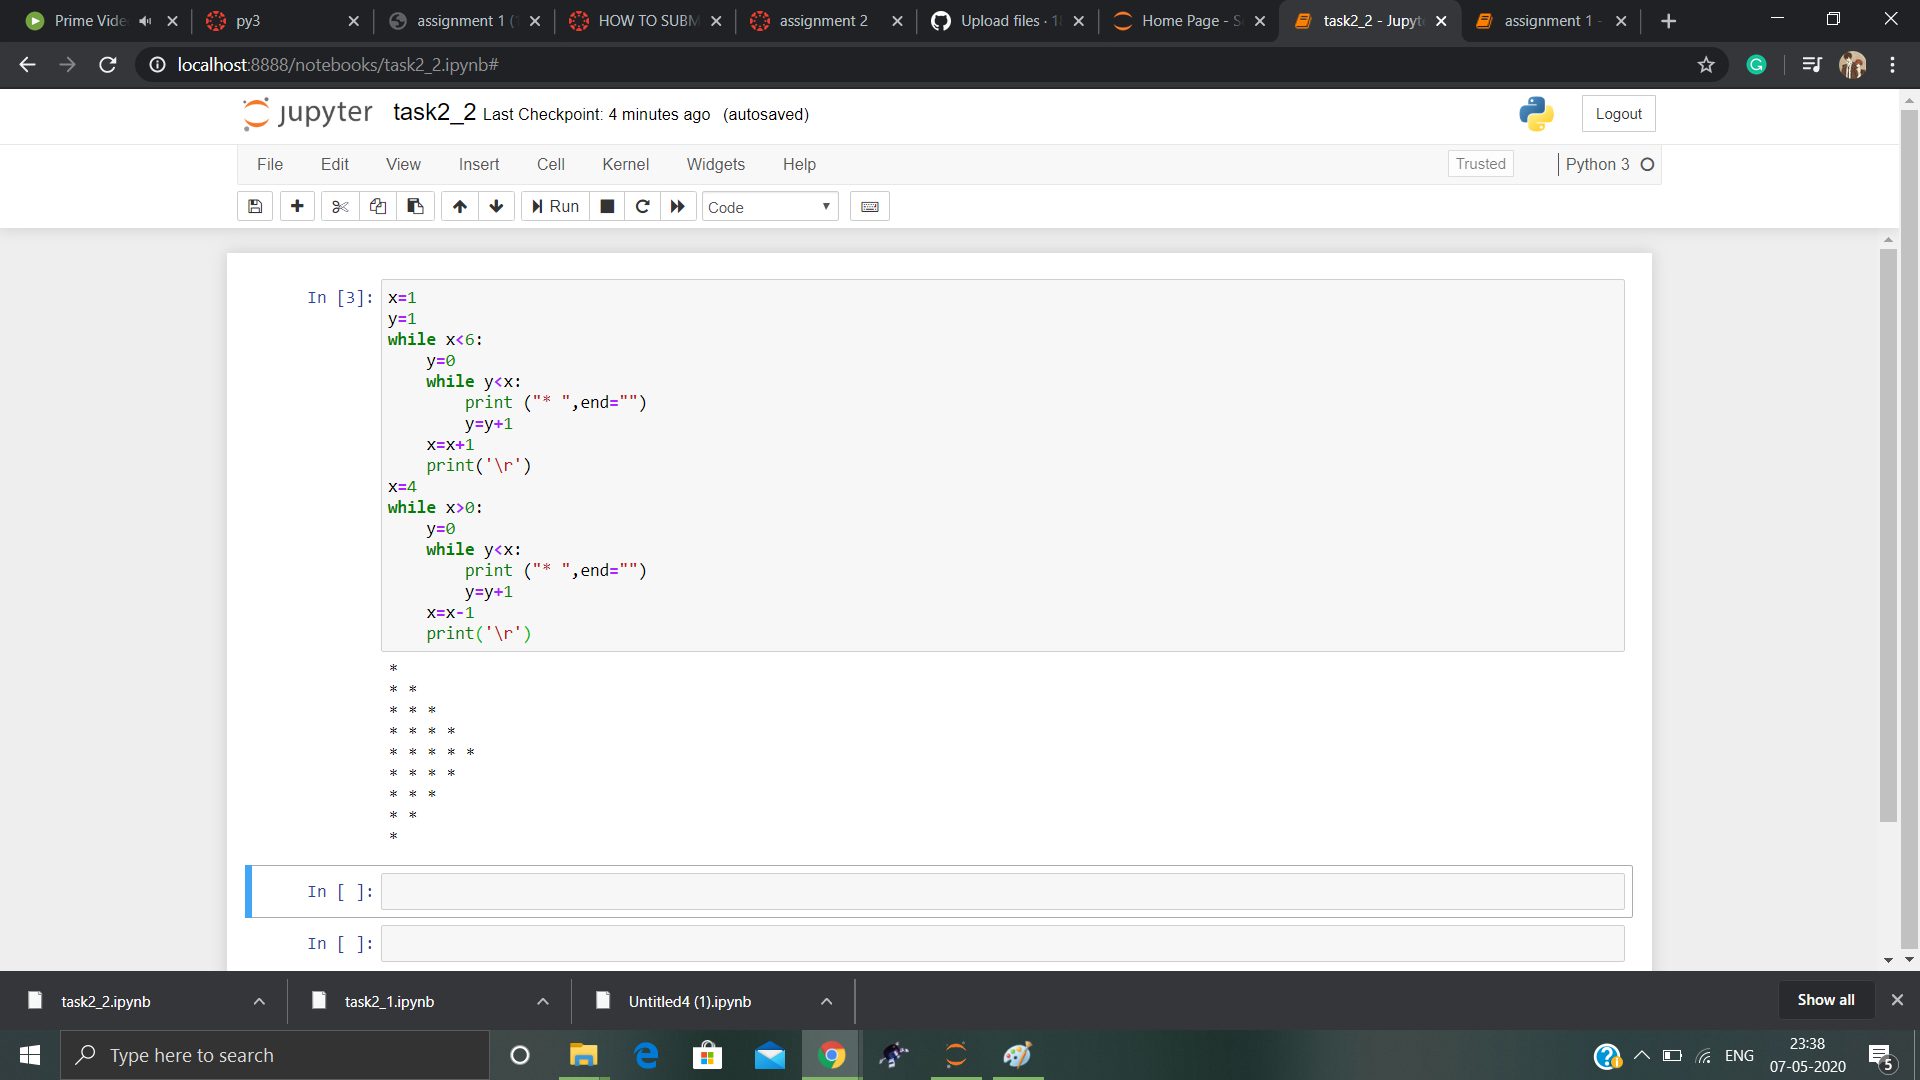 Prime Vide
py3
assignment 1 (
HOW TO SUBM
assignment 2
Upload files · 18
Home Page - Se
task2_2 - Jupyte
assignment 1 -
localhost:8888/notebooks/task2_2.ipynb#
jupyter task2_2 Last Checkpoint: 4 minutes ago (autosaved)
Logout
File Edit View Insert Cell Kernel Widgets Help
Trusted
Python 3
Run
Code
In [3]:
x=1
y=1
while x<6:
    y=0
    while y<x:
        print ("* ",end="")
        y=y+1
    x=x+1
    print('\r')
x=4
while x>0:
    y=0
    while y<x:
        print ("* ",end="")
        y=y+1
    x=x-1
    print('\r')
*
* *
* * *
* * * *
* * * * *
* * * *
* * *
* *
*
In [ ]:
In [ ]:
task2_2.ipynb
task2_1.ipynb
Untitled4 (1).ipynb
Show all
Type here to search
ENG
23:38
07-05-2020
5